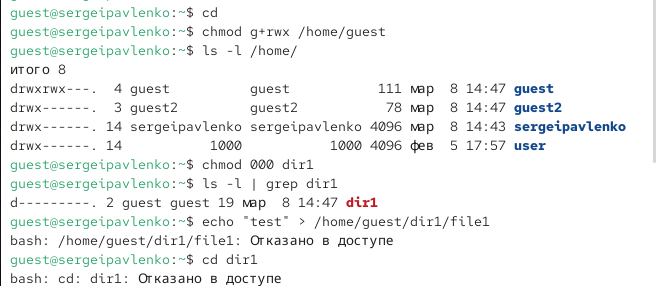 guest@sergeipavlenko:~$ cd
guest@sergeipavlenko:~$ chmod g+rwx /home/guest
guest@sergeipavlenko:~$ ls -l /home/
итого 8
drwxrwx---.  4 guest         guest          111 мар  8 14:47 guest
drwx------.  3 guest2        guest2          78 мар  8 14:47 guest2
drwx------. 14 sergeipavlenko sergeipavlenko 4096 мар  8 14:43 sergeipavlenko
drwx------. 14          1000           1000 4096 фев  5 17:57 user
guest@sergeipavlenko:~$ chmod 000 dir1
guest@sergeipavlenko:~$ ls -l | grep dir1
d---------. 2 guest guest 19 мар  8 14:47 dir1
guest@sergeipavlenko:~$ echo "test" > /home/guest/dir1/file1
bash: /home/guest/dir1/file1: Отказано в доступе
guest@sergeipavlenko:~$ cd dir1
bash: cd: dir1: Отказано в доступе